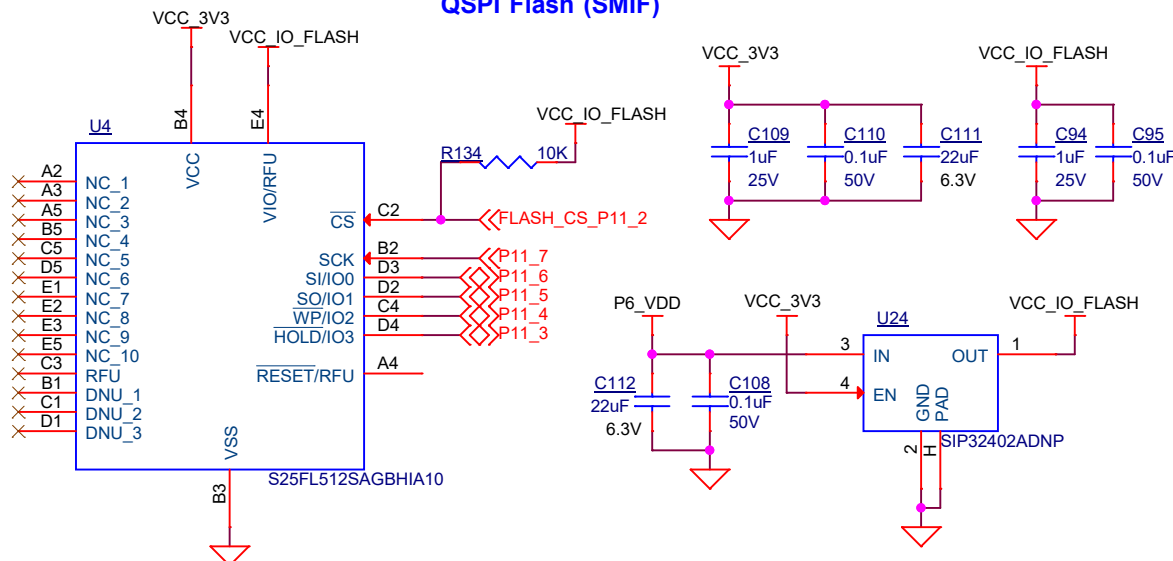 QSPI Flash (SMIF)
VCC_3V3
VCC_IO_FLASH
B4
E4
U4
VCC
VIO/RFU
A2 NC_1
A3 NC_2
A5 NC_3
B5 NC_4
C5 NC_5
D5 NC_6
E1 NC_7
E2 NC_8
E3 NC_9
E5 NC_10
C3 RFU
B1 DNU_1
C1 DNU_2
D1 DNU_3
CS C2 FLASH_CS_P11_2
SCK B2 P11_7
SI/IO0 D3 P11_6
SO/IO1 D2 P11_5
WP/IO2 C4 P11_4
HOLD/IO3 D4 P11_3
RESET/RFU A4
VSS
B3
S25FL512SAGBHIA10
VCC_IO_FLASH
R134 10K
VCC_3V3
C109
1uF
25V
C110
0.1uF
50V
C111
22uF
6.3V
VCC_IO_FLASH
C94
1uF
25V
C95
0.1uF
50V
P6_VDD
VCC_3V3
C112
22uF
6.3V
C108
0.1uF
50V
U24
VCC_IO_FLASH
3 IN OUT 1
4 EN
GND
PAD
2
H
SIP32402ADNP